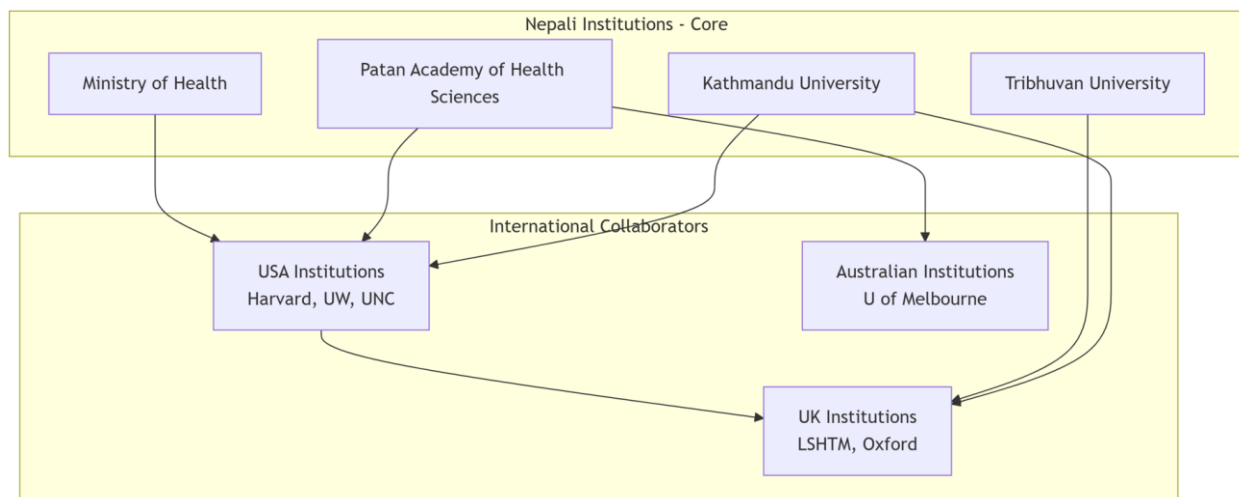 Nepali Institutions - Core
Ministry of Health
Patan Academy of Health
Sciences
Kathmandu University
Tribhuvan University
International Collaborators
USA Institutions
Harvard, UW, UNC
Australian Institutions
U of Melbourne
UK Institutions
LSHTM, Oxford